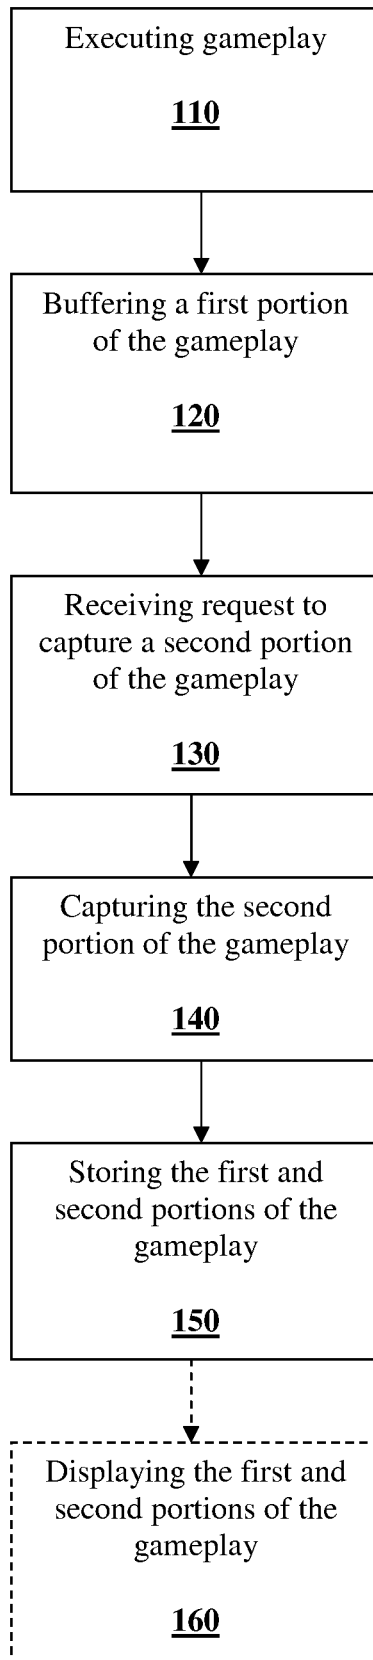 Executing gameplay
110
Buffering a first portion
of the gameplay
120
Receiving request to
capture a second portion
of the gameplay
130
Capturing the second
portion of the gameplay
140
Storing the first and
second portions of the
gameplay
150
Displaying the first and
second portions of the
gameplay
160